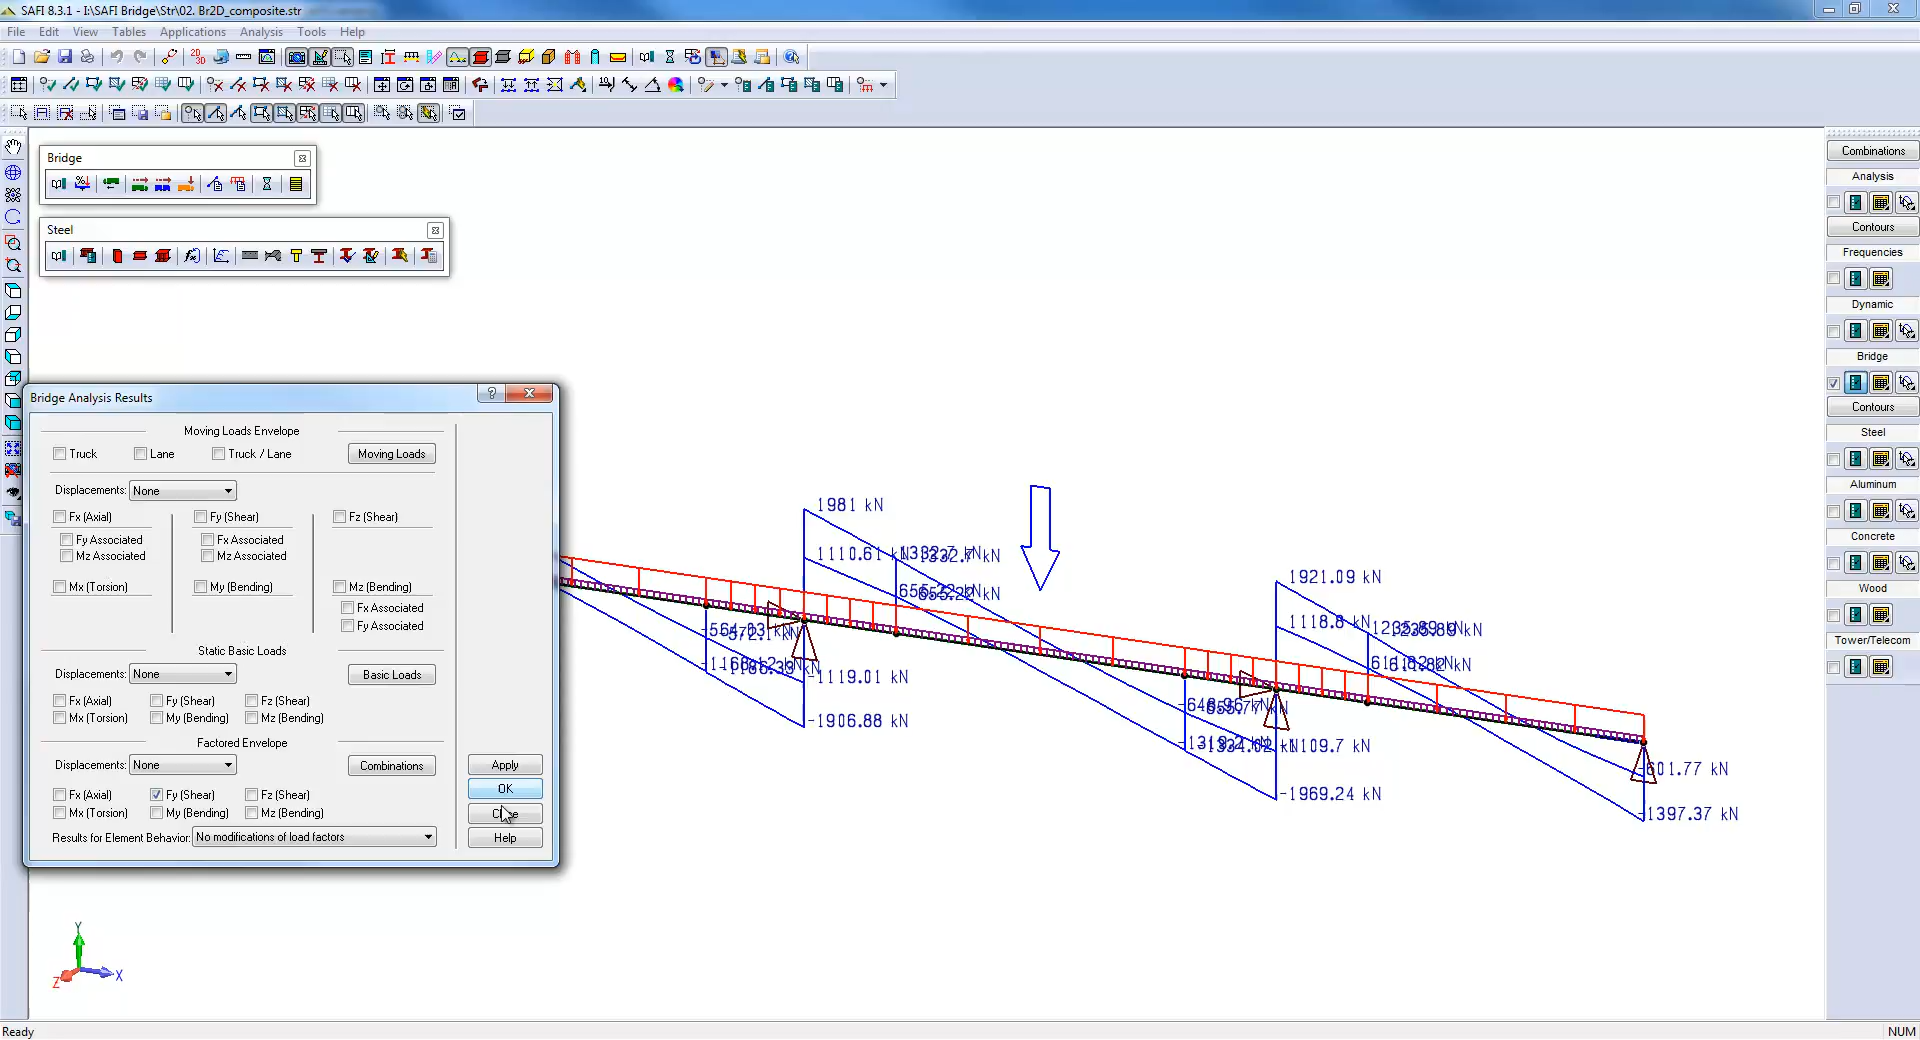 SAFI 8.3.1 - I:\SAFI Bridge\Str\02. Br2D_composite.str
File Edit View Tables Applications Analysis Tools Help
Bridge
Steel
Bridge Analysis Results
Moving Loads Envelope
Truck Lane Truck / Lane Moving Loads
Displacements: None
Fx (Axial) Fy (Shear) Fz (Shear)
Fy Associated Fx Associated
Mz Associated Mz Associated
Mx (Torsion) My (Bending) Mz (Bending)
Fx Associated
Fy Associated
Static Basic Loads
Displacements: None Basic Loads
Fx (Axial) Fy (Shear) Fz (Shear)
Mx (Torsion) My (Bending) Mz (Bending)
Factored Envelope
Displacements: None Combinations
Fx (Axial) Fy (Shear) Fz (Shear)
Mx (Torsion) My (Bending) Mz (Bending)
Results for Element Behavior: No modifications of load factors
Apply
OK
Close
Help
1981 kN
1110.61
-1119.01 kN
-1906.88 kN
1921.09 kN
1118.8 kN
-1109.7 kN
-1969.24 kN
-601.77 kN
-1397.37 kN
Y
X
Z
Combinations
Analysis
Contours
Frequencies
Dynamic
Bridge
Contours
Steel
Aluminum
Concrete
Wood
Tower/Telecom
Ready
NUM